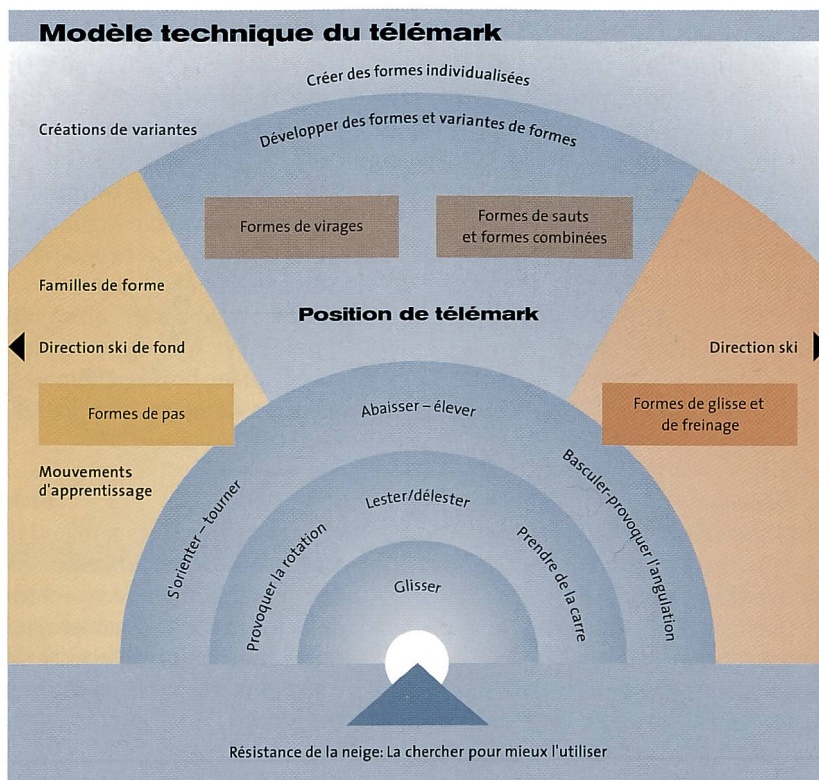 Modèle technique du télémark
Créer des formes individualisées
Créations de variantes
Développer des formes et variantes de formes
Formes de virages
Formes de sauts
et formes combinées
Familles de forme
Position de télémark
Direction ski de fond
Direction ski
Formes de pas
Formes de glisse et
de freinage
Abaisser – élever
Mouvements
d'apprentissage
S'orienter – tourner
Basculer-provoquer l'angulation
Lester/délester
Provoquer la rotation
Prendre de la carre
Glisser
Résistance de la neige: La chercher pour mieux l'utiliser